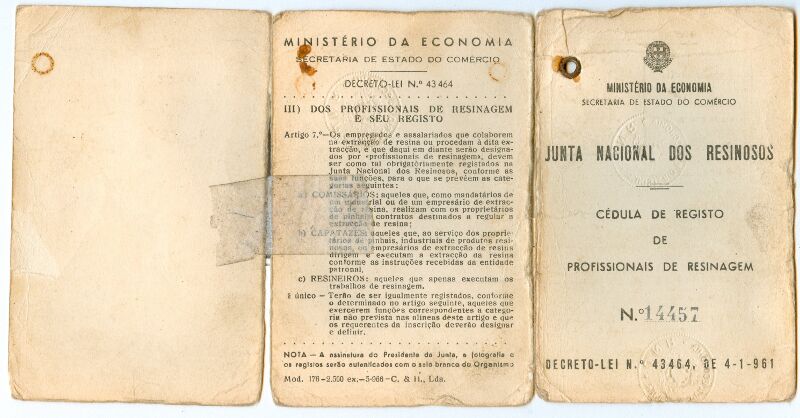 MINISTÉRIO DA ECONOMIA
SECRETARIA DE ESTADO DO COMÉRCIO
DECRETO-LEI N.º 43 464
III) DOS PROFISSIONAIS DE RESINAGEM
E SEU REGISTO
Artigo 7.º—Os empregados e assalariados que colaborem
na extracção de resina ou procedam à dita ex-
tracção, e que daqui em diante serão designa-
dos por «profissionais de resinagem», devem
ser como tal obrigatòriamente registados na
Junta Nacional dos Resinosos, conforme as
suas funções, para o que se prevêem as cate-
gorias seguintes:
a) COMISSÁRIOS: aqueles que, como mandatários de
um industrial ou de um empresário de extrac-
ção de resina, realizam com os proprietários
de pinhais contratos destinados a regular a
extracção de resina;
b) CAPATAZES: aqueles que, ao serviço dos proprie-
tários de pinhais, industriais de produtos resi-
nosos, ou empresários de extracção de resina
dirigem e executam a extracção da resina
conforme as instruções recebidas da entidade
patronal,
c) RESINEIROS: aqueles que apenas executam os
trabalhos de resinagem.
§ único — Terão de ser igualmente registados, conforme
o determinado no artigo seguinte, aqueles que
exercerem funções correspondentes a catego-
ria não prevista nas alíneas deste artigo e que
os requerentes da inscrição deverão designar
e definir.
NOTA — A assinatura do Presidente da Junta, a fotografia e
os registos serão autenticados com o selo branco do Organismo
Mod. 176-2.500 ex.-5-966-C. & H., Lda.
MINISTÉRIO DA ECONOMIA
SECRETARIA DE ESTADO DO COMÉRCIO
JUNTA NACIONAL DOS RESINOSOS
CÉDULA DE REGISTO
DE
PROFISSIONAIS DE RESINAGEM
N.º 14457
DECRETO-LEI N.º 43464, DE 4-1-961